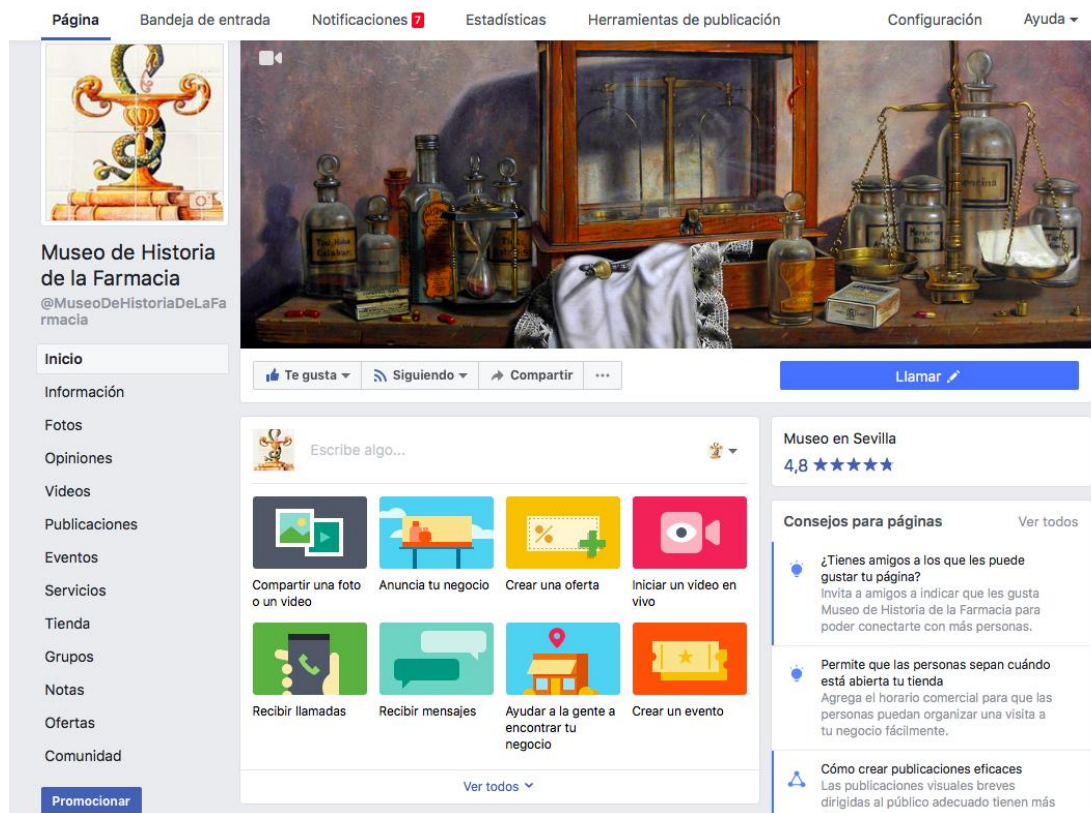 Página Bandeja de entrada Notificaciones 7 Estadísticas Herramientas de publicación Configuración Ayuda
Museo de Historia
de la Farmacia
@MuseoDeHistoriaDeLaFa
rmacia
Inicio
Información
Fotos
Opiniones
Videos
Publicaciones
Eventos
Servicios
Tienda
Grupos
Notas
Ofertas
Comunidad
Promocionar
Te gusta Siguiendo Compartir ...
Llamar
Escribe algo...
Compartir una foto
o un video
Anuncia tu negocio
Crear una oferta
Iniciar un video en
vivo
Recibir llamadas
Recibir mensajes
Ayudar a la gente a
encontrar tu
negocio
Crear un evento
Ver todos
Museo en Sevilla
4,8 ★★★★★
Consejos para páginas Ver todos
¿Tienes amigos a los que les puede
gustar tu página?
Invita a amigos a indicar que les gusta
Museo de Historia de la Farmacia para
poder conectarte con más personas.
Permite que las personas sepan cuándo
está abierta tu tienda
Agrega el horario comercial para que las
personas puedan organizar una visita a
tu negocio fácilmente.
Cómo crear publicaciones eficaces
Las publicaciones visuales breves
dirigidas al público adecuado tienen más